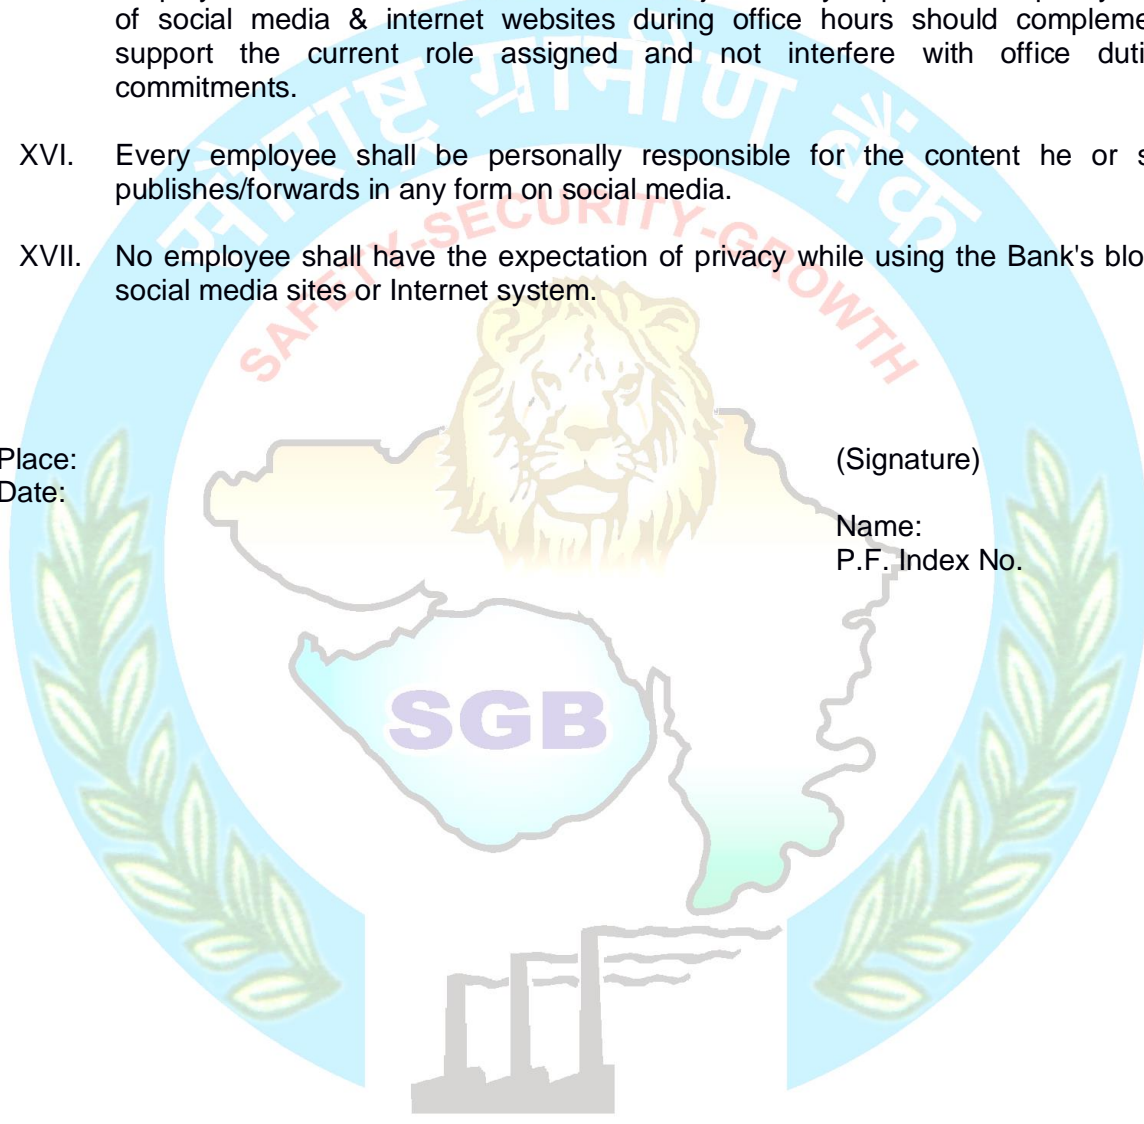 of social media & internet websites during office hours should
support the current role assigned and not interfere with office
commitments.
XVI. Every employee shall be personally responsible for the content he or
publishes/forwards in any form on social media.
XVII. No employee shall have the expectation of privacy while using the Bank's
social media sites or Internet system.
सौराष्ट्र ग्रामीण बैंक
SAFETY-SECURITY-GROWTH
Place:
Date:
(Signature)
Name:
P.F. Index No.
SGB